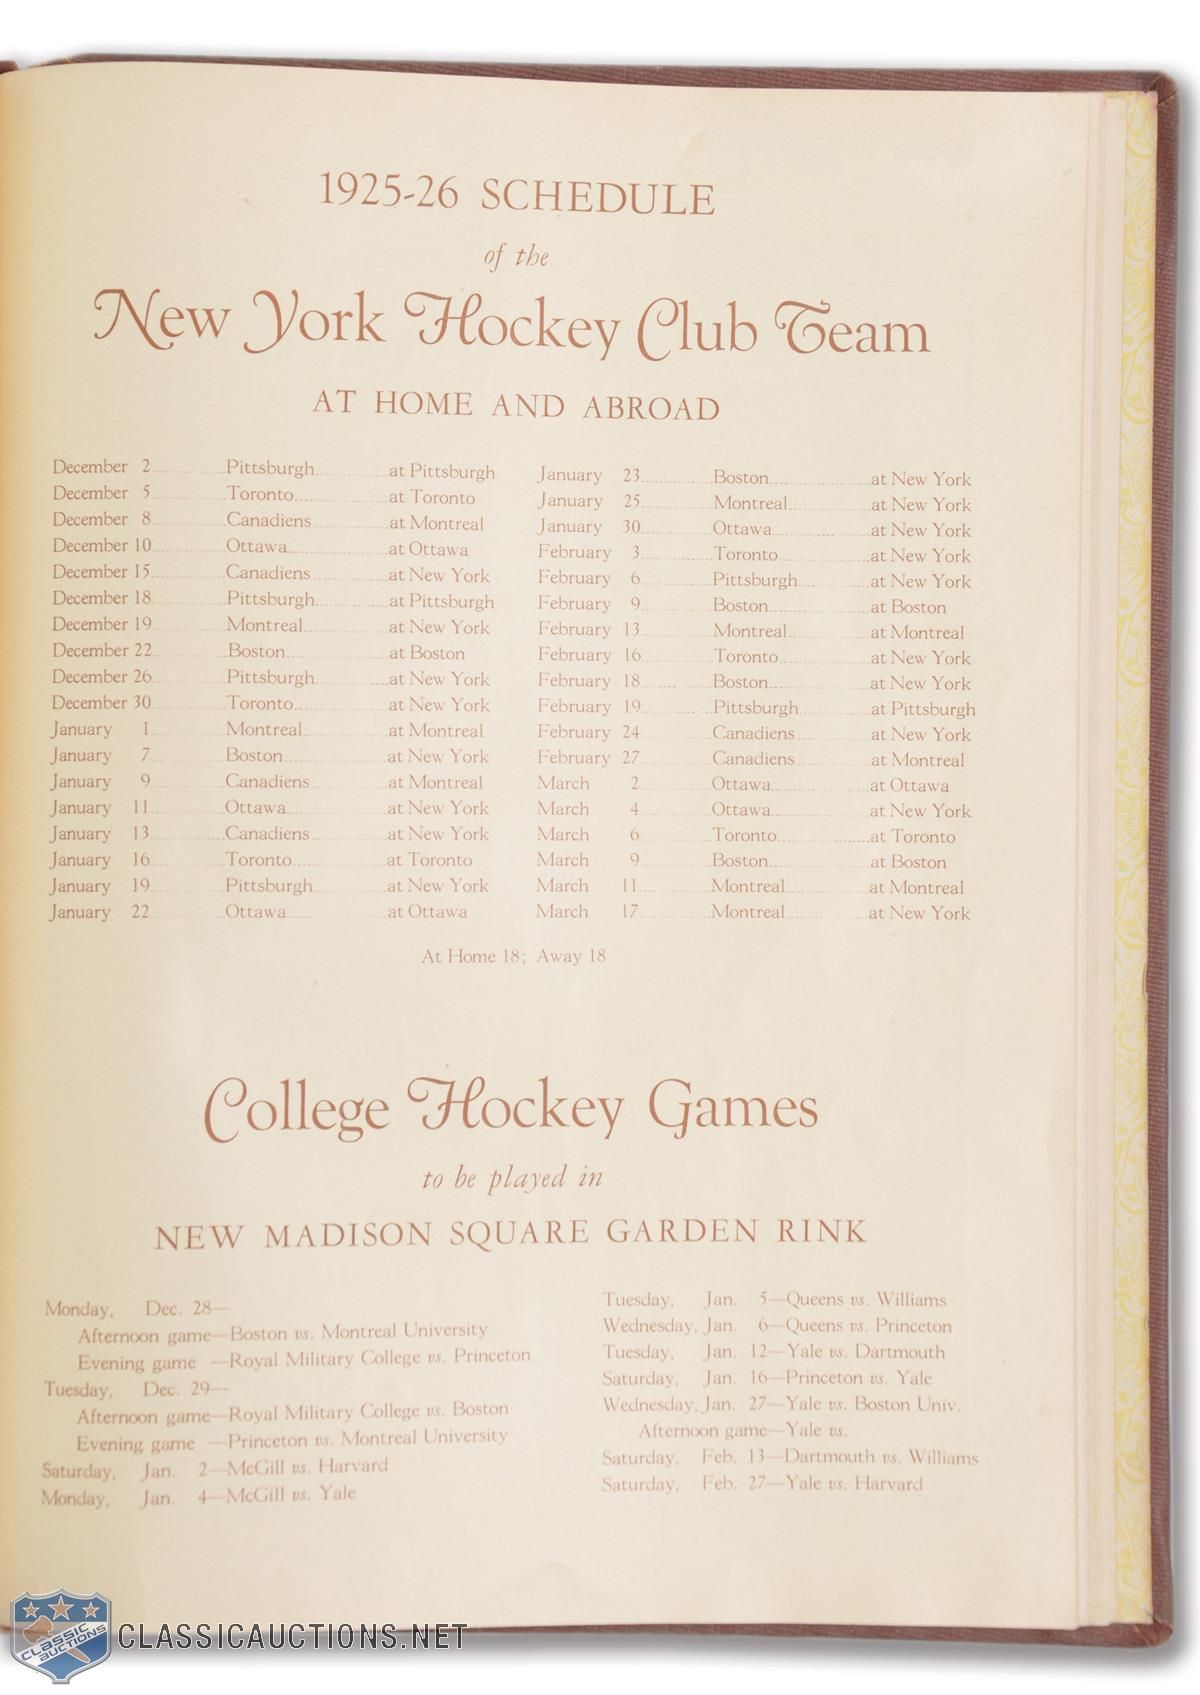 1925-26 SCHEDULE
of the
New York Hockey Club Team
AT HOME AND ABROAD
December 2 Pittsburgh at Pittsburgh
December 5 Toronto at Toronto
December 8 Canadiens at Montreal
December 10 Ottawa at Ottawa
December 15 Canadiens at New York
December 18 Pittsburgh at Pittsburgh
December 19 Montreal at New York
December 22 Boston at Boston
December 26 Pittsburgh at New York
December 30 Toronto at New York
January 1 Montreal at Montreal
January 7 Boston at New York
January 9 Canadiens at Montreal
January 11 Ottawa at New York
January 13 Canadiens at New York
January 16 Toronto at Toronto
January 19 Pittsburgh at New York
January 22 Ottawa at Ottawa
January 23 Boston at New York
January 25 Montreal at New York
January 30 Ottawa at New York
February 3 Toronto at New York
February 6 Pittsburgh at New York
February 9 Boston at Boston
February 13 Montreal at Montreal
February 16 Toronto at New York
February 18 Boston at New York
February 19 Pittsburgh at Pittsburgh
February 24 Canadiens at New York
February 27 Canadiens at Montreal
March 2 Ottawa at Ottawa
March 4 Ottawa at New York
March 6 Toronto at Toronto
March 9 Boston at Boston
March 11 Montreal at Montreal
March 17 Montreal at New York
At Home 18; Away 18
College Hockey Games
to be played in
NEW MADISON SQUARE GARDEN RINK
Monday, Dec. 28—
Afternoon game—Boston vs. Montreal University
Evening game —Royal Military College vs. Princeton
Tuesday, Dec. 29—
Afternoon game—Royal Military College vs. Boston
Evening game —Princeton vs. Montreal University
Saturday, Jan. 2—McGill vs. Harvard
Monday, Jan. 4—McGill vs. Yale
Tuesday, Jan. 5—Queens vs. Williams
Wednesday, Jan. 6—Queens vs. Princeton
Tuesday, Jan. 12—Yale vs. Dartmouth
Saturday, Jan. 16—Princeton vs. Yale
Wednesday, Jan. 27—Yale vs. Boston Univ.
Afternoon game—Yale vs.
Saturday, Feb. 13—Dartmouth vs. Williams
Saturday, Feb. 27—Yale vs. Harvard
CLASSIC AUCTIONS
CLASSICAUCTIONS.NET